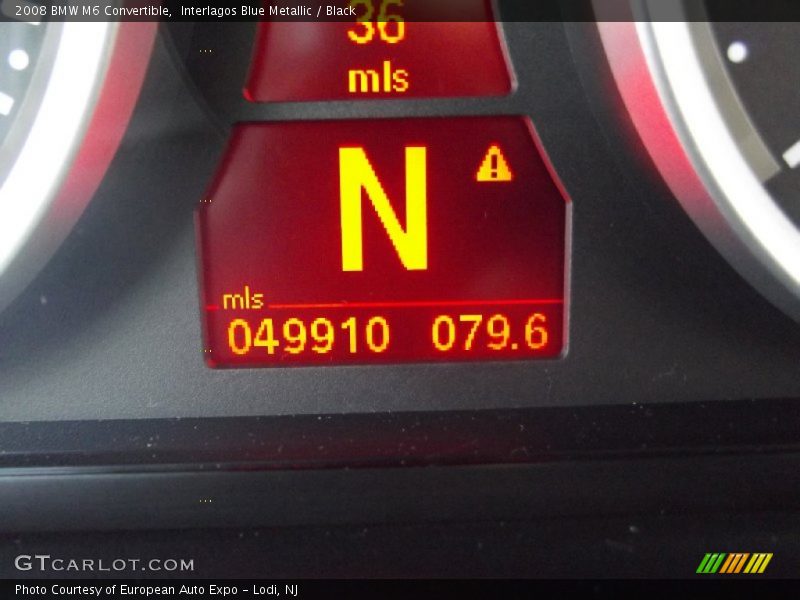 2008 BMW M6 Convertible,  Interlagos Blue Metallic / Black
36
mls
N
mls
049910 079.6
GTCARLOT.COM
Photo Courtesy of European Auto Expo - Lodi, NJ